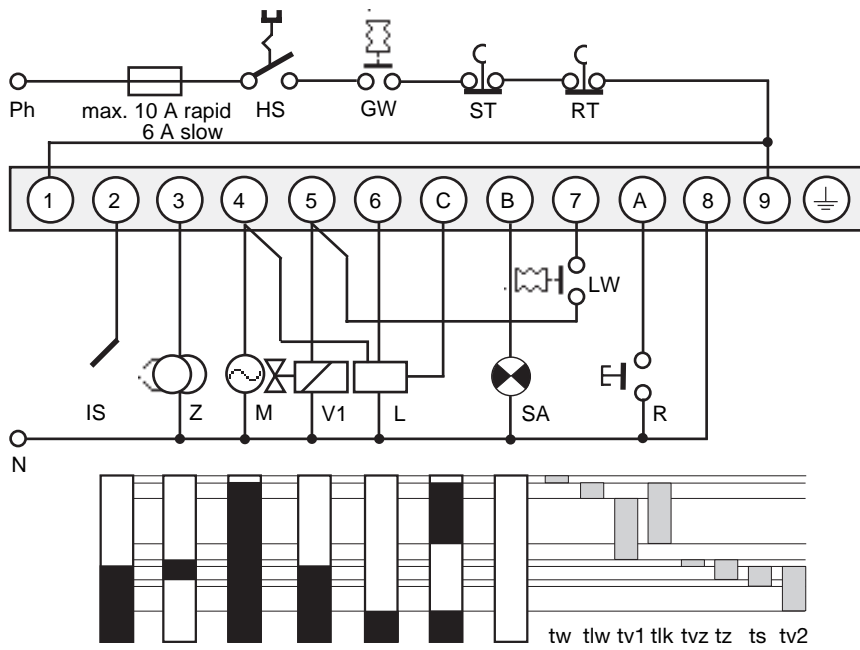 Ph
max. 10 A rapid
6 A slow
HS
GW
ST
RT
1 2 3 4 5 6 C B 7 A 8 9
LW
IS Z M V1 L SA R
N
tw tlw tv1 tlk tvz tz ts tv2